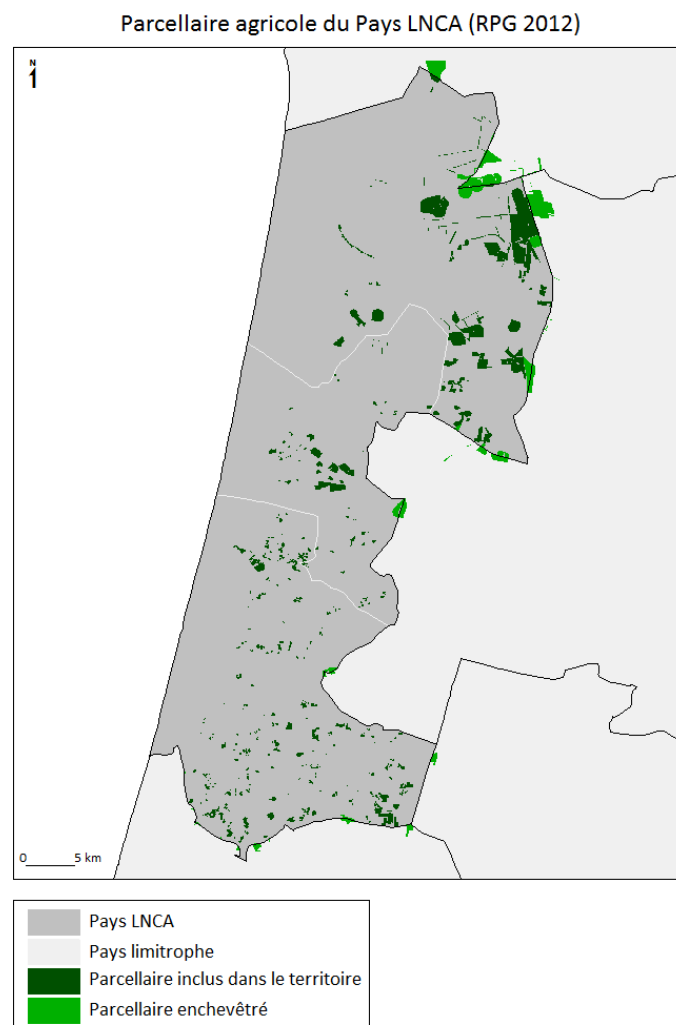 Parcellaire agricole du Pays LNCA (RPG 2012)
N
0 5 km
Pays LNCA
Pays limitrophe
Parcellaire inclus dans le territoire
Parcellaire enchevêtré